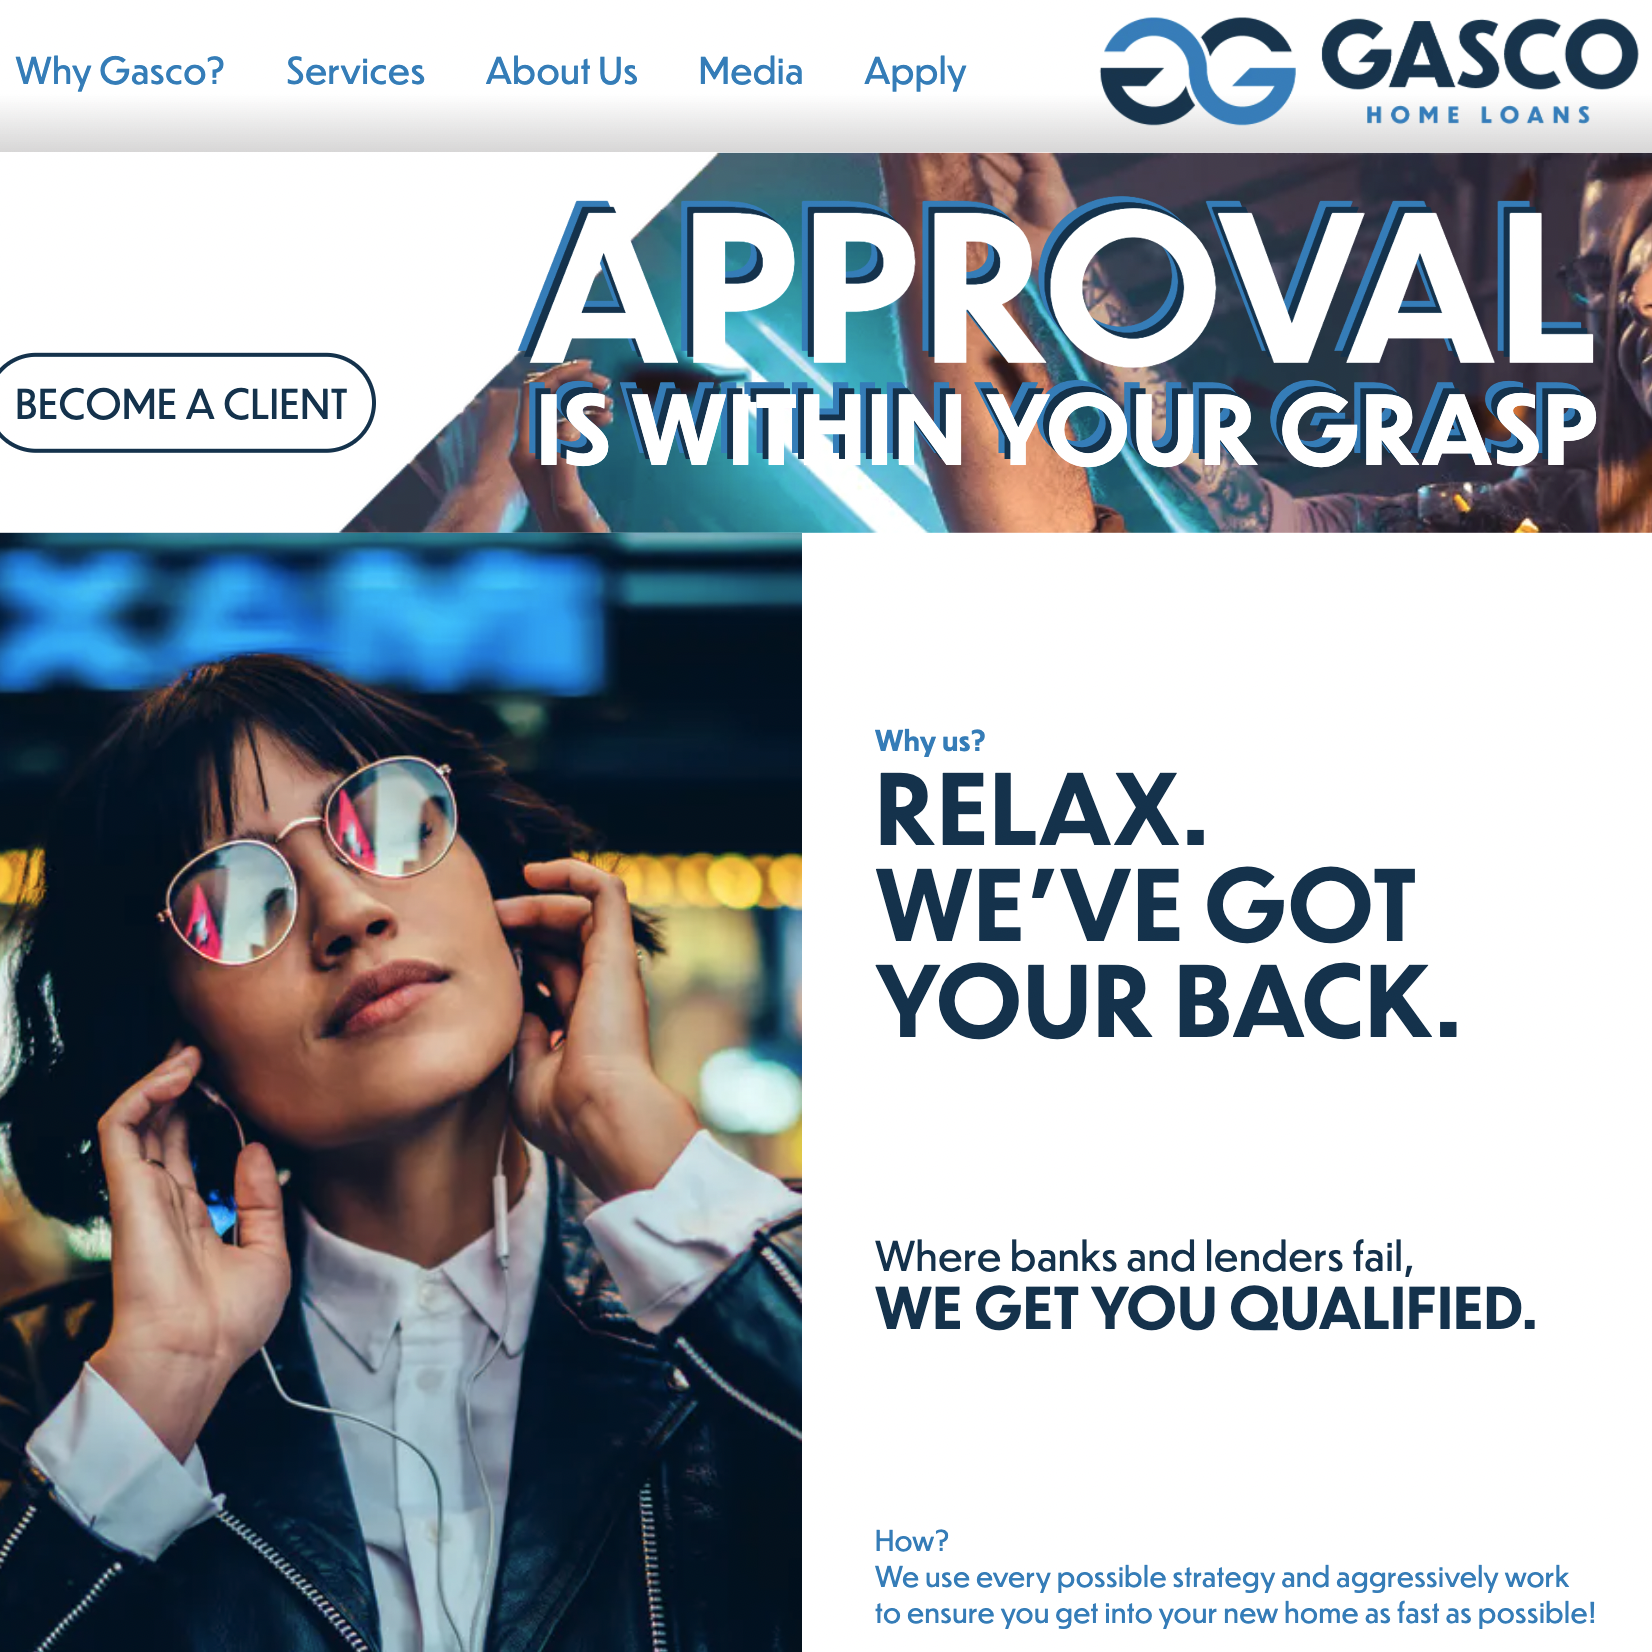 Why Gasco? Services About Us Media Apply
GASCO
HOME LOANS
APPROVAL
IS WITHIN YOUR GRASP
BECOME A CLIENT
Why us?
RELAX.
WE’VE GOT
YOUR BACK.
Where banks and lenders fail,
WE GET YOU QUALIFIED.
How?
We use every possible strategy and aggressively work
to ensure you get into your new home as fast as possible!